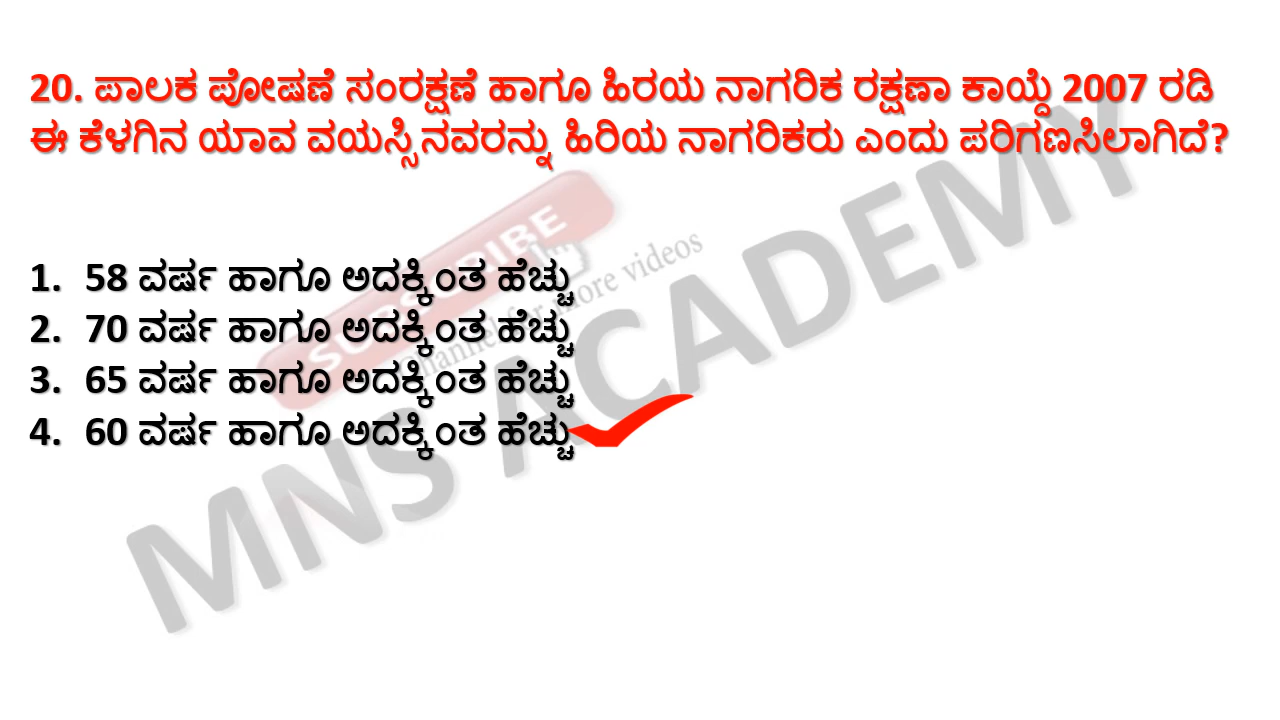 20. ಪಾಲಕ ಪೋಷಣೆ ಸಂರಕ್ಷಣೆ ಹಾಗೂ ಹಿರಯ ನಾಗರಿಕ ರಕ್ಷಣಾ ಕಾಯ್ದೆ 2007 ರಡಿ
ಈ ಕೆಳಗಿನ ಯಾವ ವಯಸ್ಸಿನವರನ್ನು ಹಿರಿಯ ನಾಗರಿಕರು ಎಂದು ಪರಿಗಣಸಿಲಾಗಿದೆ?
1. 58 ವರ್ಷ ಹಾಗೂ ಅದಕ್ಕಿಂತ ಹೆಚ್ಚು
2. 70 ವರ್ಷ ಹಾಗೂ ಅದಕ್ಕಿಂತ ಹೆಚ್ಚು
3. 65 ವರ್ಷ ಹಾಗೂ ಅದಕ್ಕಿಂತ ಹೆಚ್ಚು
4. 60 ವರ್ಷ ಹಾಗೂ ಅದಕ್ಕಿಂತ ಹೆಚ್ಚು
SUBSCRIBE
channel for more videos
MNS ACADEMY